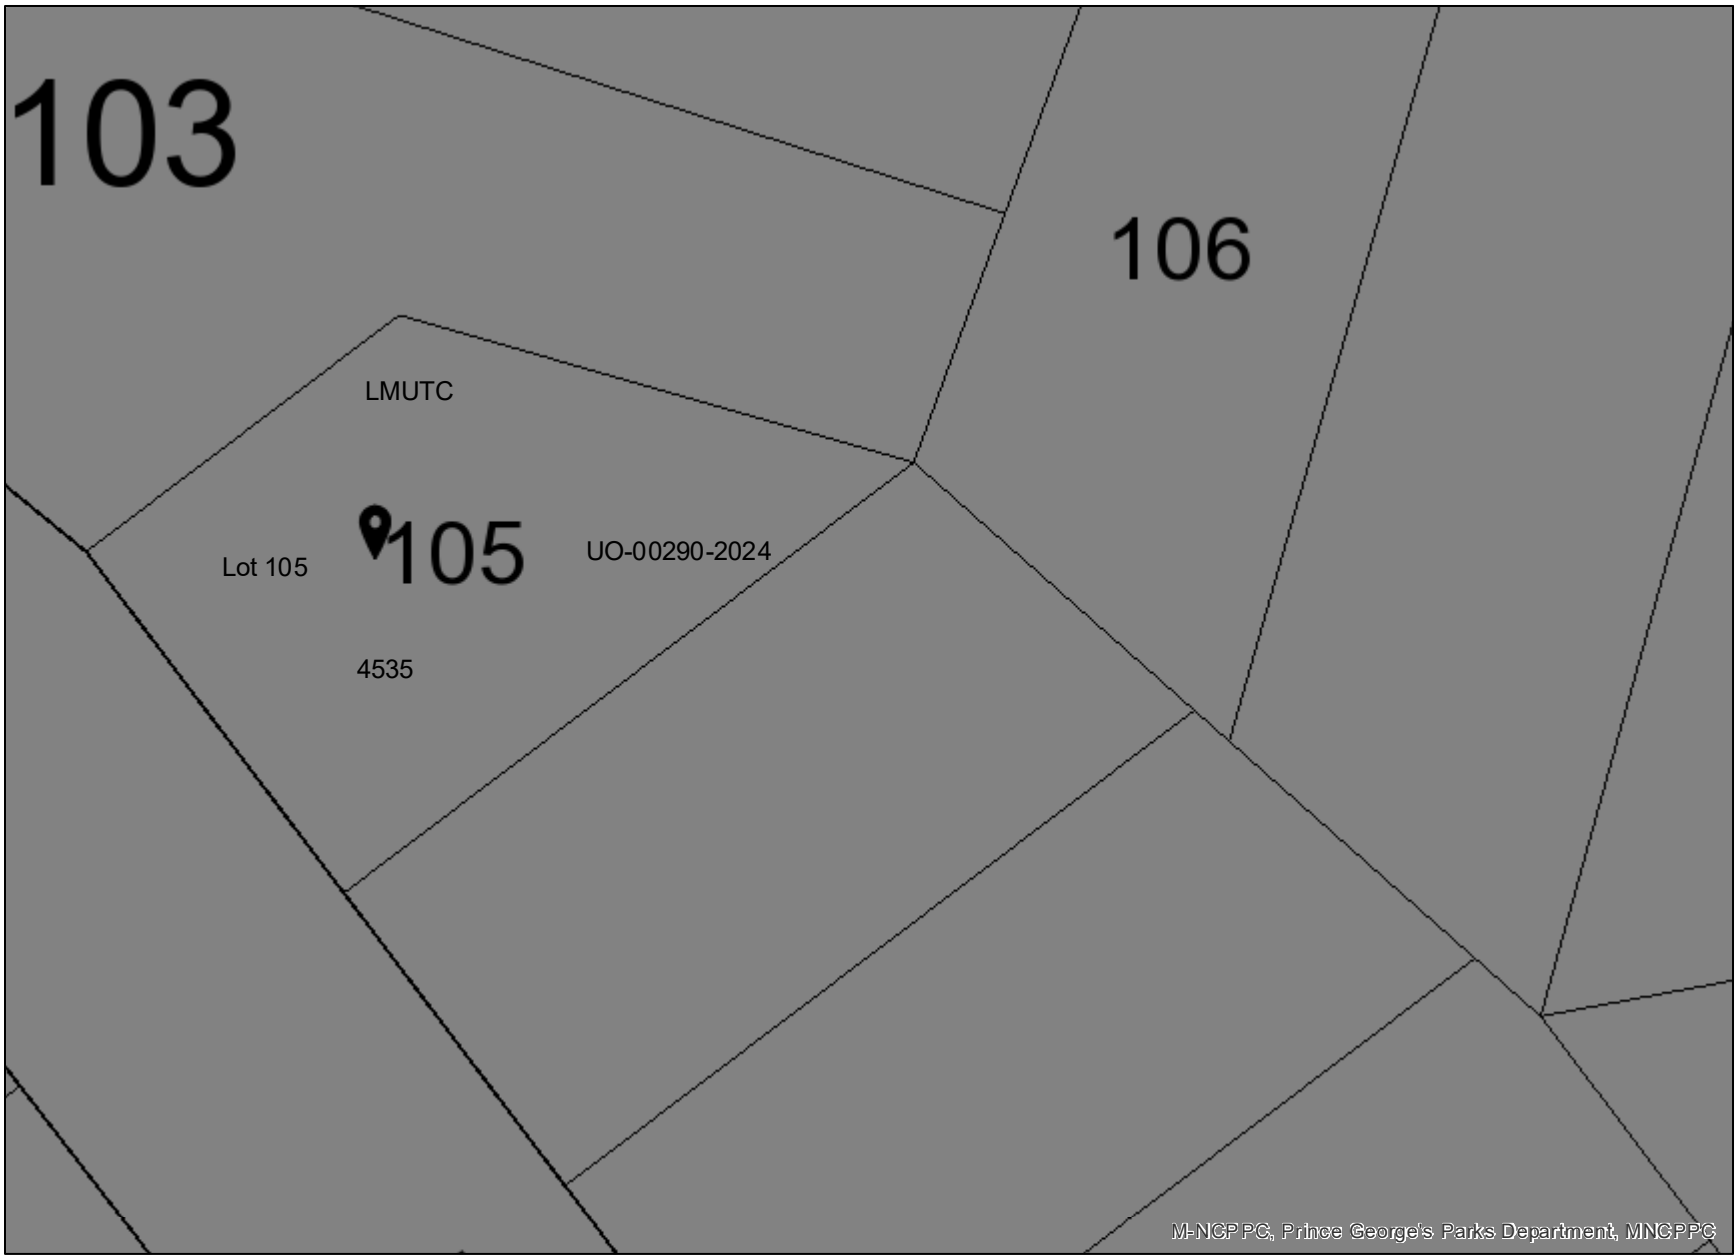 103
106
LMUTC
105
UO-00290-2024
Lot 105
4535
M-NCPPC, Prince George's Parks Department, MNCPPC